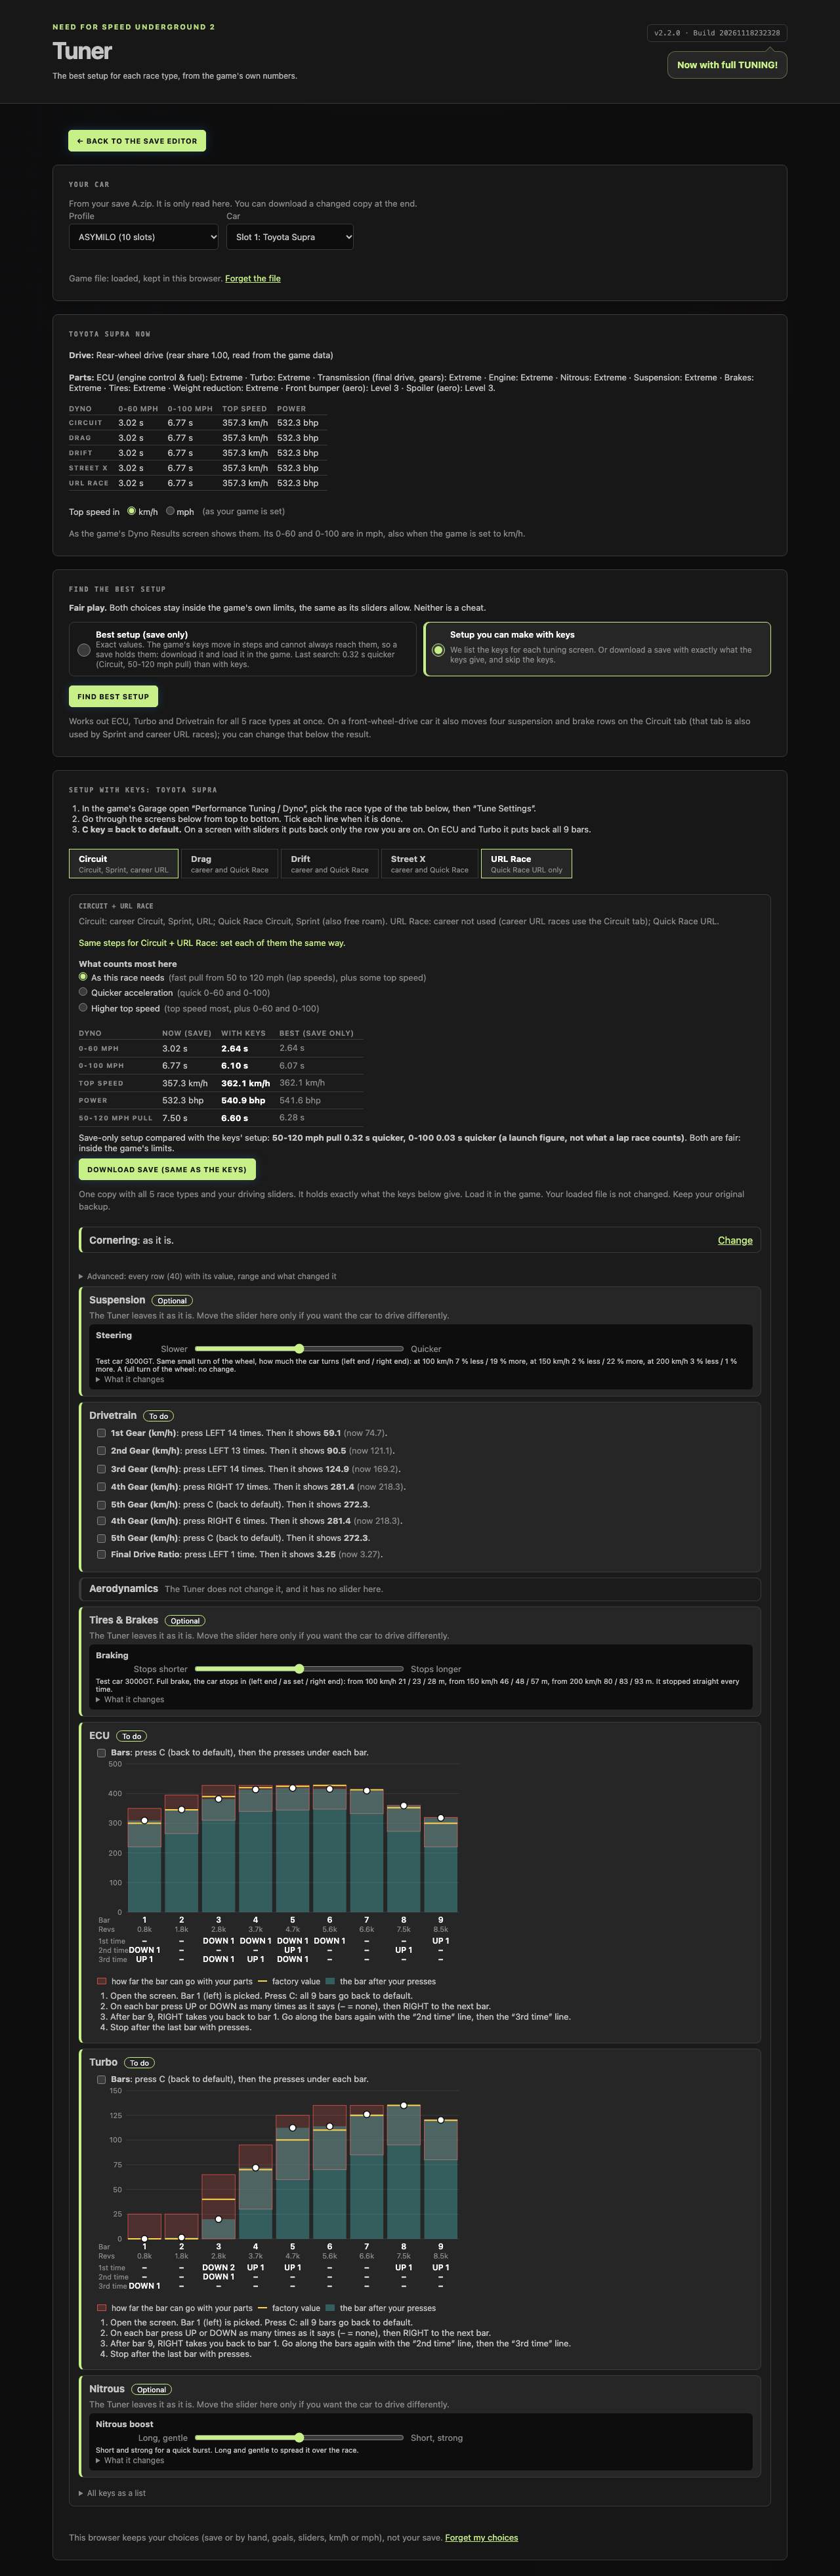 NEED FOR SPEED UNDERGROUND 2
Tuner
The best setup for each race type, from the game's own numbers.
v2.2.0 · Build 20261118232328
Now with full TUNING!
← BACK TO THE SAVE EDITOR
YOUR CAR
From your save A.zip. It is only read here. You can download a changed copy at the end.
Profile Car
ASYMILO (10 slots) Slot 1: Toyota Supra
Game file: loaded, kept in this browser. Forget the file
TOYOTA SUPRA NOW
Drive: Rear-wheel drive (rear share 1.00, read from the game data)
Parts: ECU (engine control & fuel): Extreme · Turbo: Extreme · Transmission (final drive, gears): Extreme · Engine: Extreme · Nitrous: Extreme · Suspension: Extreme · Brakes:
Extreme · Tires: Extreme · Weight reduction: Extreme · Front bumper (aero): Level 3 · Spoiler (aero): Level 3.
DYNO 0-60 MPH 0-100 MPH TOP SPEED POWER
CIRCUIT 3.02 s 6.77 s 357.3 km/h 532.3 bhp
DRAG 3.02 s 6.77 s 357.3 km/h 532.3 bhp
DRIFT 3.02 s 6.77 s 357.3 km/h 532.3 bhp
STREET X 3.02 s 6.77 s 357.3 km/h 532.3 bhp
URL RACE 3.02 s 6.77 s 357.3 km/h 532.3 bhp
Top speed in km/h mph (as your game is set)
As the game's Dyno Results screen shows them. Its 0-60 and 0-100 are in mph, also when the game is set to km/h.
FIND THE BEST SETUP
Fair play. Both choices stay inside the game's own limits, the same as its sliders allow. Neither is a cheat.
Best setup (save only)
Exact values. The game's keys move in steps and cannot always reach them, so a
save holds them: download it and load it in the game. Last search: 0.32 s quicker
(Circuit, 50-120 mph pull) than with keys.
Setup you can make with keys
We list the keys for each tuning screen. Or download a save with exactly what the
keys give, and skip the keys.
FIND BEST SETUP
Works out ECU, Turbo and Drivetrain for all 5 race types at once. On a front-wheel-drive car it also moves four suspension and brake rows on the Circuit tab (that tab is also
used by Sprint and career URL races); you can change that below the result.
SETUP WITH KEYS: TOYOTA SUPRA
1. In the game's Garage open “Performance Tuning / Dyno”, pick the race type of the tab below, then “Tune Settings”.
2. Go through the screens below from top to bottom. Tick each line when it is done.
3. C key = back to default. On a screen with sliders it puts back only the row you are on. On ECU and Turbo it puts back all 9 bars.
Circuit Drag Drift Street X URL Race
Circuit, Sprint, career URL career and Quick Race career and Quick Race career and Quick Race Quick Race URL only
CIRCUIT + URL RACE
Circuit: career Circuit, Sprint, URL; Quick Race Circuit, Sprint (also free roam). URL Race: career not used (career URL races use the Circuit tab); Quick Race URL.
Same steps for Circuit + URL Race: set each of them the same way.
What counts most here
As this race needs (fast pull from 50 to 120 mph (lap speeds), plus some top speed)
Quicker acceleration (quick 0-60 and 0-100)
Higher top speed (top speed most, plus 0-60 and 0-100)
DYNO NOW (SAVE) WITH KEYS BEST (SAVE ONLY)
0-60 MPH 3.02 s 2.64 s 2.64 s
0-100 MPH 6.77 s 6.10 s 6.07 s
TOP SPEED 357.3 km/h 362.1 km/h 362.1 km/h
POWER 532.3 bhp 540.9 bhp 541.6 bhp
50-120 MPH PULL 7.50 s 6.60 s 6.28 s
Save-only setup compared with the keys' setup: 50-120 mph pull 0.32 s quicker, 0-100 0.03 s quicker (a launch figure, not what a lap race counts). Both are fair:
inside the game's limits.
DOWNLOAD SAVE (SAME AS THE KEYS)
One copy with all 5 race types and your driving sliders. It holds exactly what the keys below give. Load it in the game. Your loaded file is not changed. Keep your original
backup.
Cornering: as it is. Change
▶ Advanced: every row (40) with its value, range and what changed it
Suspension Optional
The Tuner leaves it as it is. Move the slider here only if you want the car to drive differently.
Steering
Slower Quicker
Test car 3000GT. Same small turn of the wheel, how much the car turns (left end / right end): at 100 km/h 7 % less / 19 % more, at 150 km/h 2 % less / 22 % more, at 200 km/h 3 % less / 1 %
more. A full turn of the wheel: no change.
▶ What it changes
Drivetrain To do
1st Gear (km/h): press LEFT 14 times. Then it shows 59.1 (now 74.7).
2nd Gear (km/h): press LEFT 13 times. Then it shows 90.5 (now 121.1).
3rd Gear (km/h): press LEFT 14 times. Then it shows 124.9 (now 169.2).
4th Gear (km/h): press RIGHT 17 times. Then it shows 281.4 (now 218.3).
5th Gear (km/h): press C (back to default). Then it shows 272.3.
4th Gear (km/h): press RIGHT 6 times. Then it shows 281.4 (now 218.3).
5th Gear (km/h): press C (back to default). Then it shows 272.3.
Final Drive Ratio: press LEFT 1 time. Then it shows 3.25 (now 3.27).
Aerodynamics The Tuner does not change it, and it has no slider here.
Tires & Brakes Optional
The Tuner leaves it as it is. Move the slider here only if you want the car to drive differently.
Braking
Stops shorter Stops longer
Test car 3000GT. Full brake, the car stops in (left end / as set / right end): from 100 km/h 21 / 23 / 28 m, from 150 km/h 46 / 48 / 57 m, from 200 km/h 80 / 83 / 93 m. It stopped straight every
time.
▶ What it changes
ECU To do
Bars: press C (back to default), then the presses under each bar.
500
400
300
200
100
0
Bar 1 2 3 4 5 6 7 8 9
Revs 0.8k 1.8k 2.8k 3.7k 4.7k 5.6k 6.6k 7.5k 8.5k
1st time – – DOWN 1 DOWN 1 DOWN 1 DOWN 1 – – UP 1
2nd time DOWN 1 – – – UP 1 – – UP 1 –
3rd time UP 1 – DOWN 1 UP 1 DOWN 1 – – – –
how far the bar can go with your parts factory value the bar after your presses
1. Open the screen. Bar 1 (left) is picked. Press C: all 9 bars go back to default.
2. On each bar press UP or DOWN as many times as it says (– = none), then RIGHT to the next bar.
3. After bar 9, RIGHT takes you back to bar 1. Go along the bars again with the “2nd time” line, then the “3rd time” line.
4. Stop after the last bar with presses.
Turbo To do
Bars: press C (back to default), then the presses under each bar.
150
125
100
75
50
25
0
Bar 1 2 3 4 5 6 7 8 9
Revs 0.8k 1.8k 2.8k 3.7k 4.7k 5.6k 6.6k 7.5k 8.5k
1st time – – DOWN 2 UP 1 UP 1 – – UP 1 UP 1
2nd time – – DOWN 1 – – – – – –
3rd time DOWN 1 – – – – – – – –
how far the bar can go with your parts factory value the bar after your presses
1. Open the screen. Bar 1 (left) is picked. Press C: all 9 bars go back to default.
2. On each bar press UP or DOWN as many times as it says (– = none), then RIGHT to the next bar.
3. After bar 9, RIGHT takes you back to bar 1. Go along the bars again with the “2nd time” line, then the “3rd time” line.
4. Stop after the last bar with presses.
Nitrous Optional
The Tuner leaves it as it is. Move the slider here only if you want the car to drive differently.
Nitrous boost
Long, gentle Short, strong
Short and strong for a quick burst. Long and gentle to spread it over the race.
▶ What it changes
▶ All keys as a list
This browser keeps your choices (save or by hand, goals, sliders, km/h or mph), not your save. Forget my choices